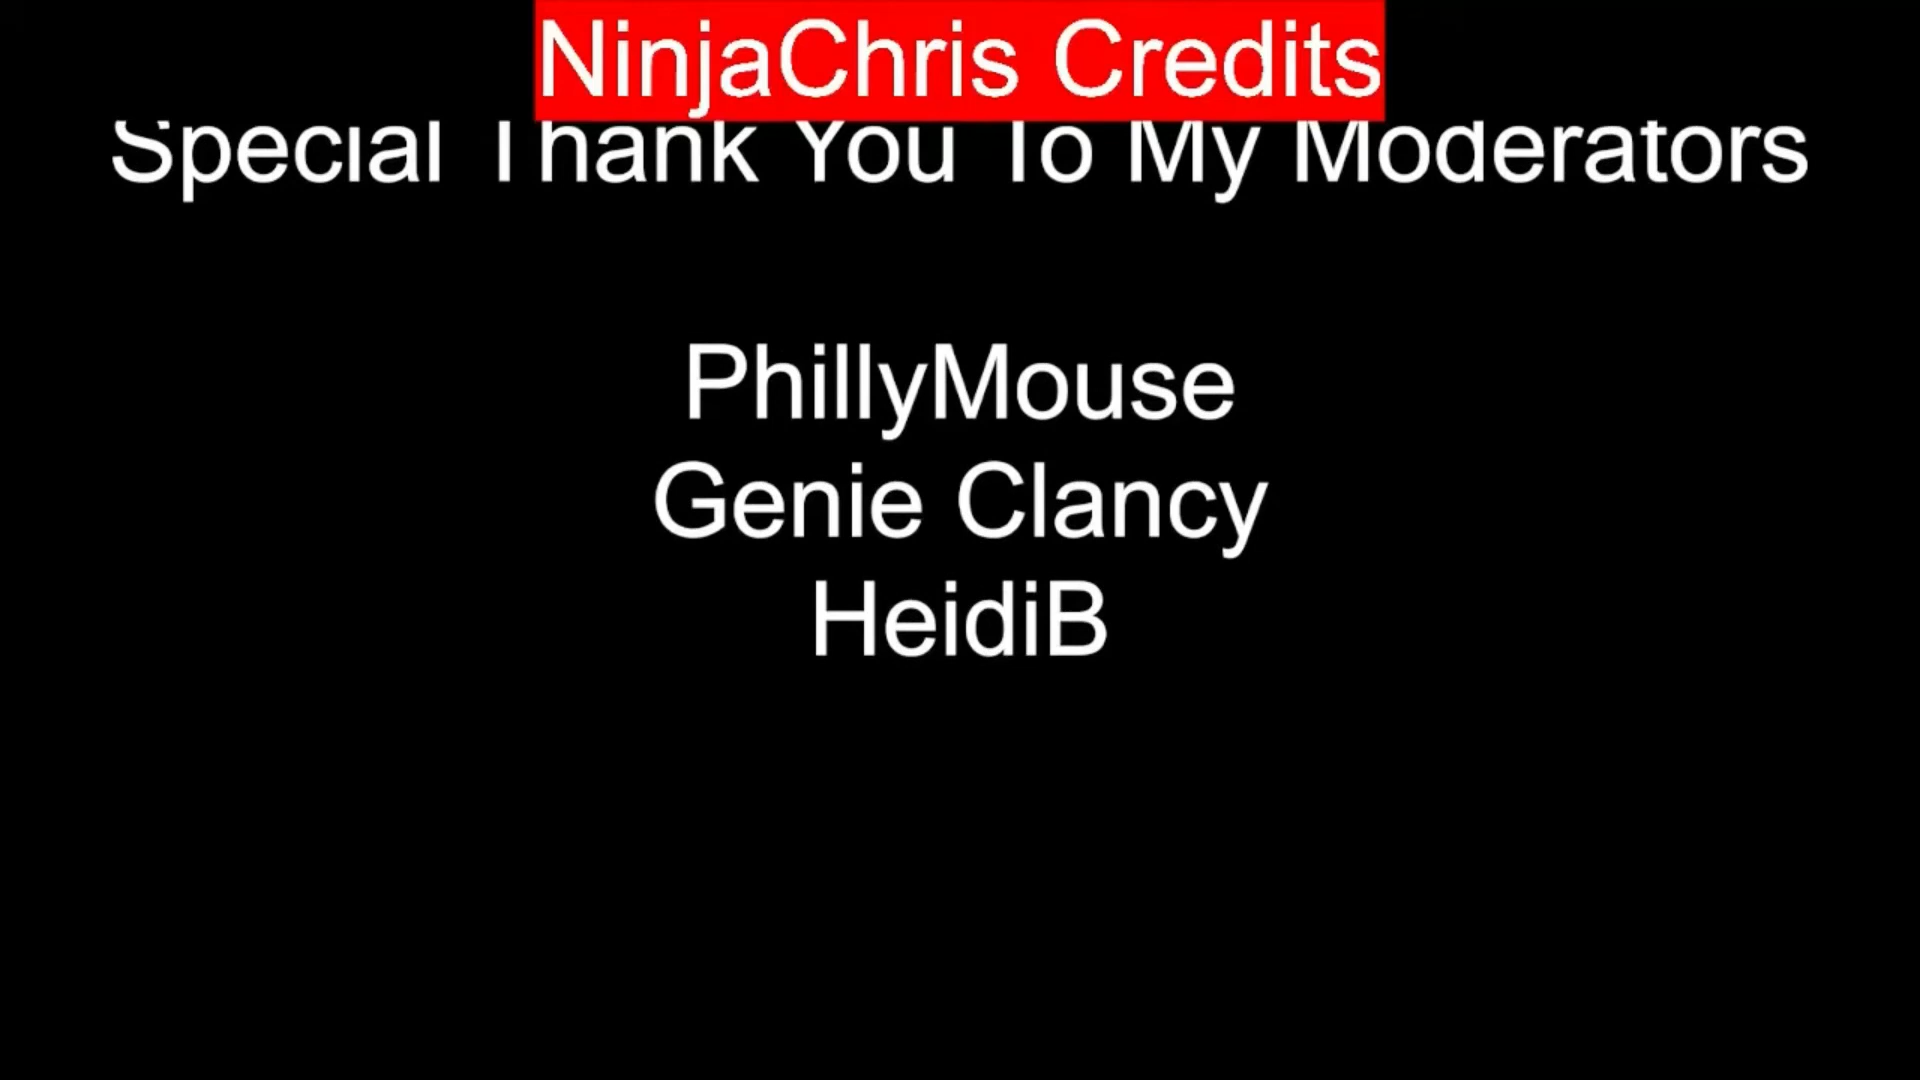 NinjaChris Credits
Special Thank You To My Moderators
PhillyMouse
Genie Clancy
HeidiB